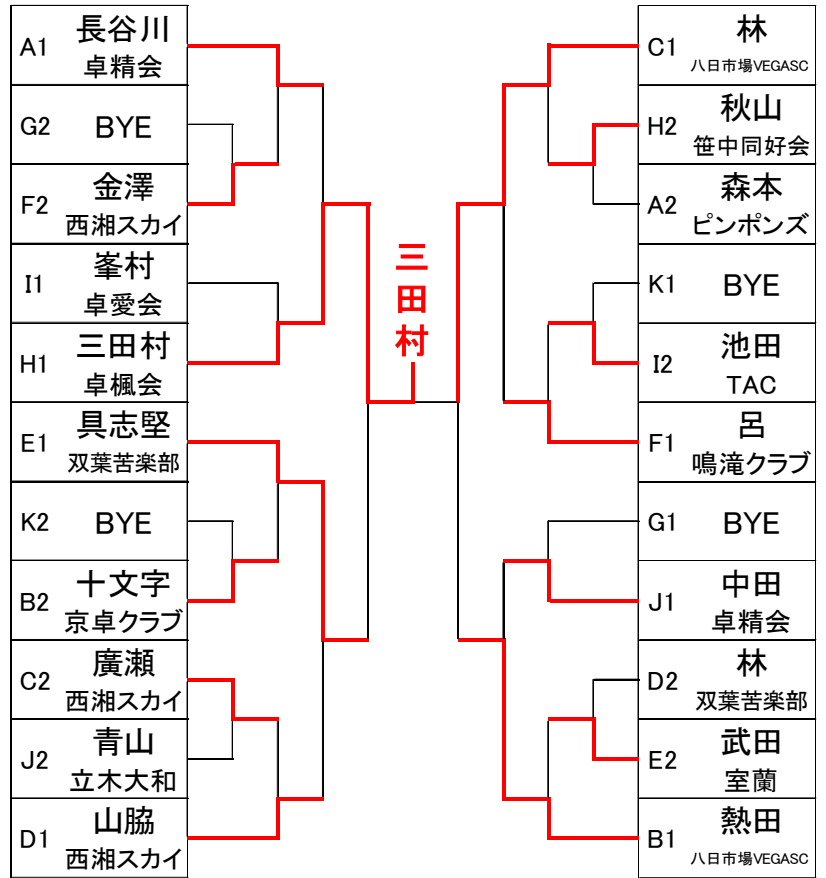 A1 長谷川
卓精会
G2 BYE
F2 金澤
西湘スカイ
I1 峯村
卓愛会
H1 三田村
卓楓会
E1 具志堅
双葉苦楽部
K2 BYE
B2 十文字
京卓クラブ
C2 廣瀬
西湘スカイ
J2 青山
立木大和
D1 山脇
西湘スカイ
三田村
C1 林
八日市場VEGASC
H2 秋山
笹中同好会
A2 森本
ピンポンズ
K1 BYE
I2 池田
TAC
F1 呂
鳴滝クラブ
G1 BYE
J1 中田
卓精会
D2 林
双葉苦楽部
E2 武田
室蘭
B1 熱田
八日市場VEGASC